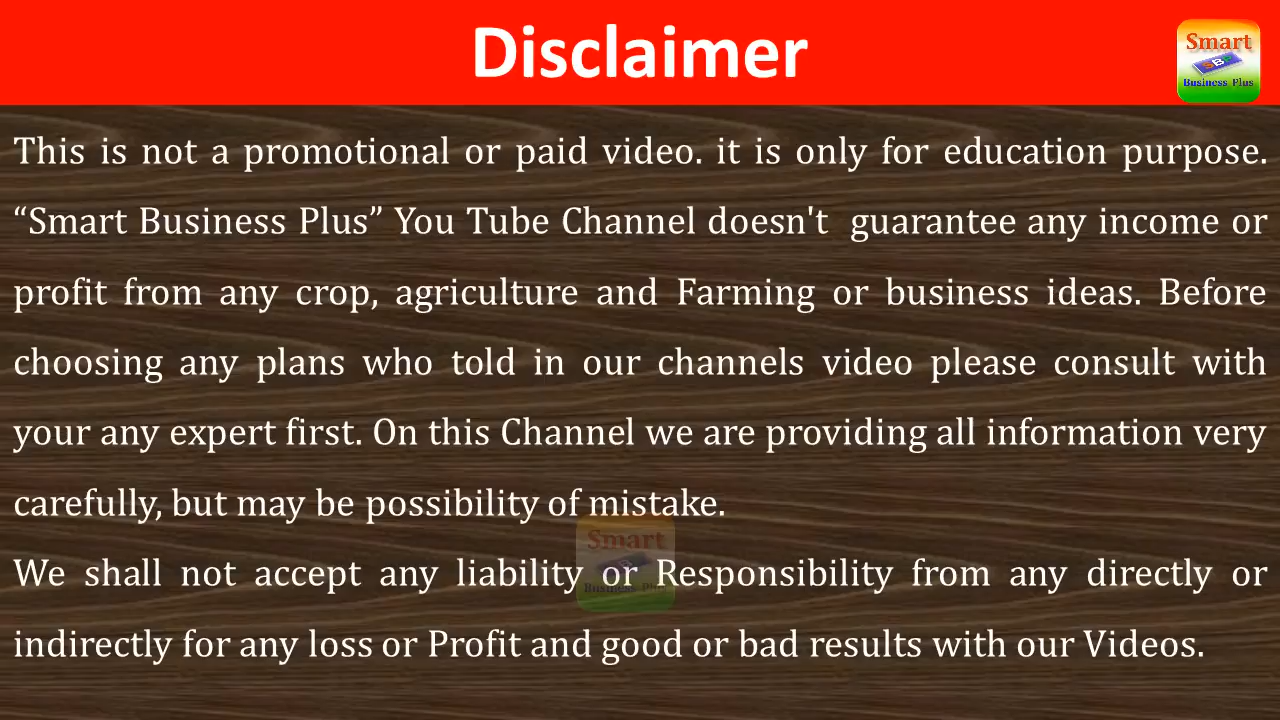 Disclaimer
Smart
SBP
Business Plus
This is not a promotional or paid video. it is only for education purpose.
“Smart Business Plus” You Tube Channel doesn't  guarantee any income or
profit from any crop, agriculture and Farming or business ideas. Before
choosing any plans who told in our channels video please consult with
your any expert first. On this Channel we are providing all information very
carefully, but may be possibility of mistake.
Smart
Business Plus
We shall not accept any liability or Responsibility from any directly or
indirectly for any loss or Profit and good or bad results with our Videos.